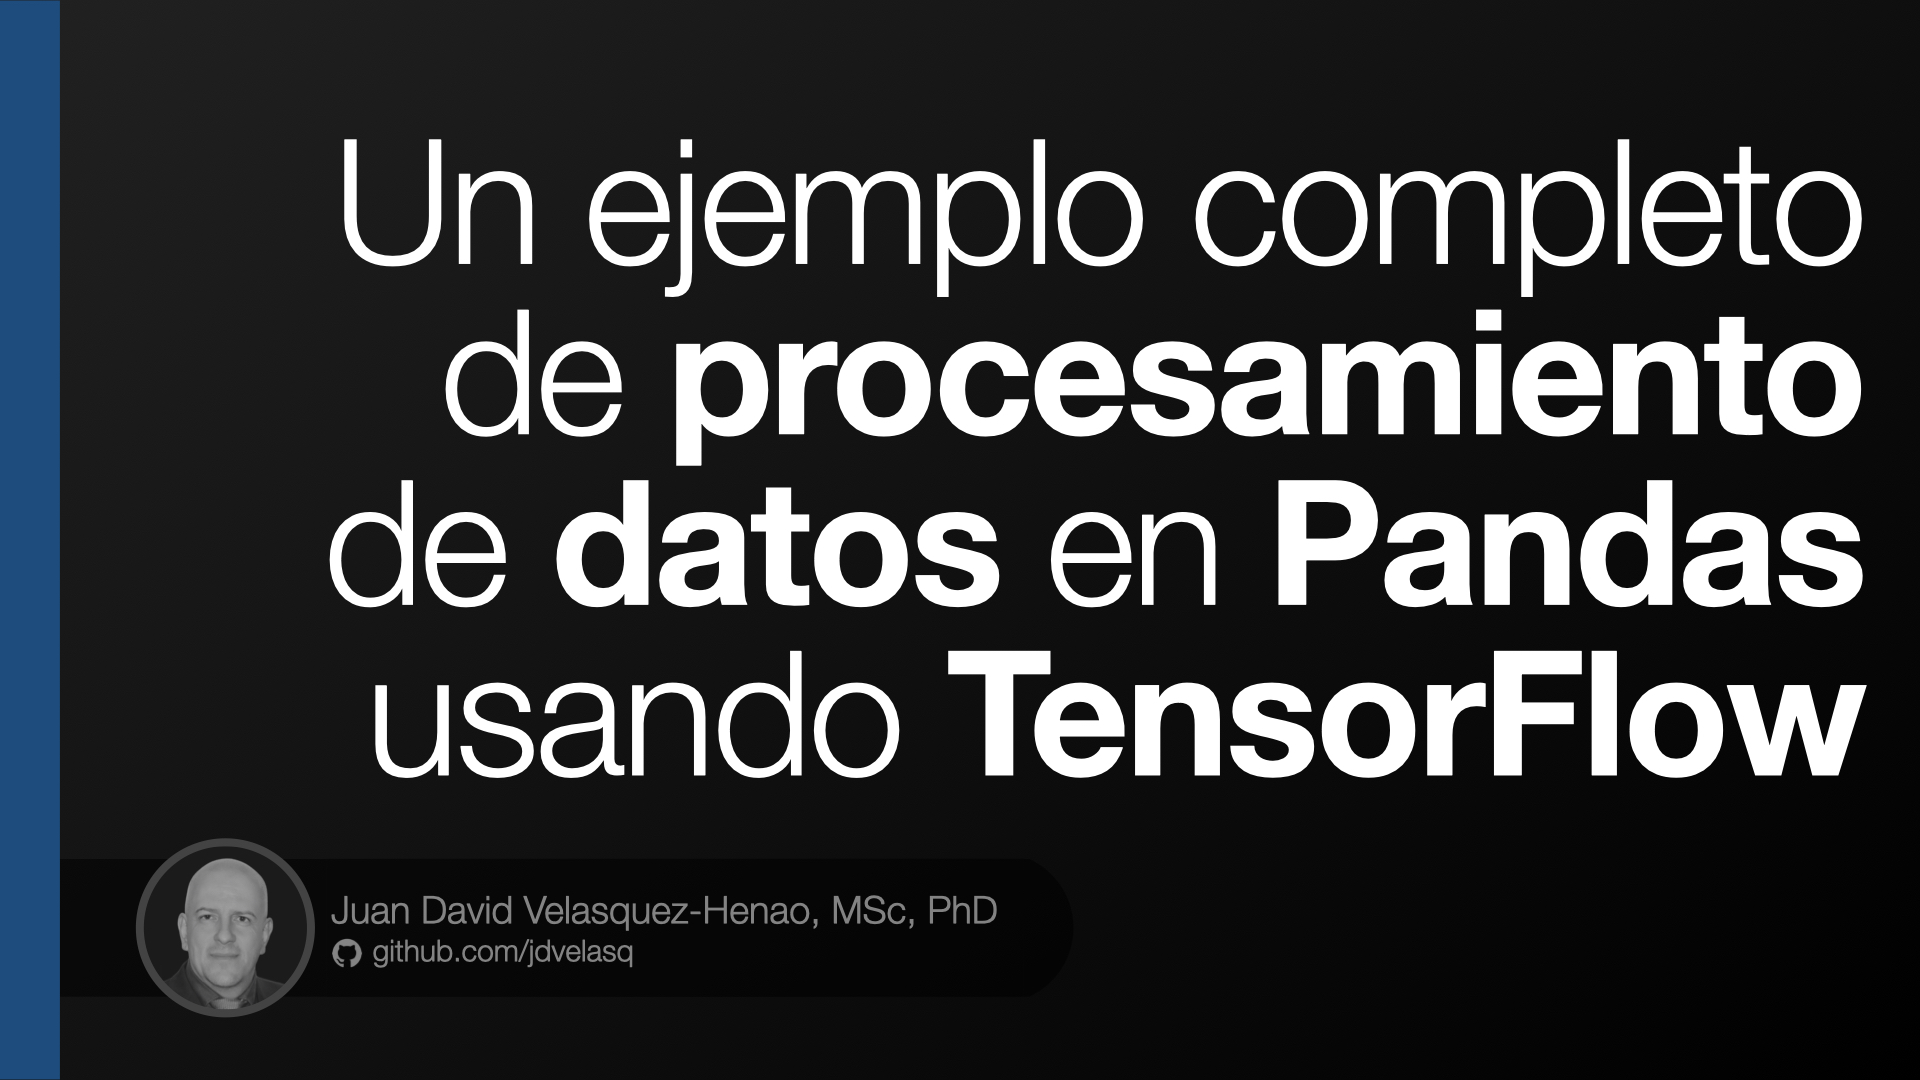 Un ejemplo completo
de procesamiento
de datos en Pandas
usando TensorFlow
Juan David Velasquez-Henao, MSc, PhD
github.com/jdvelasq